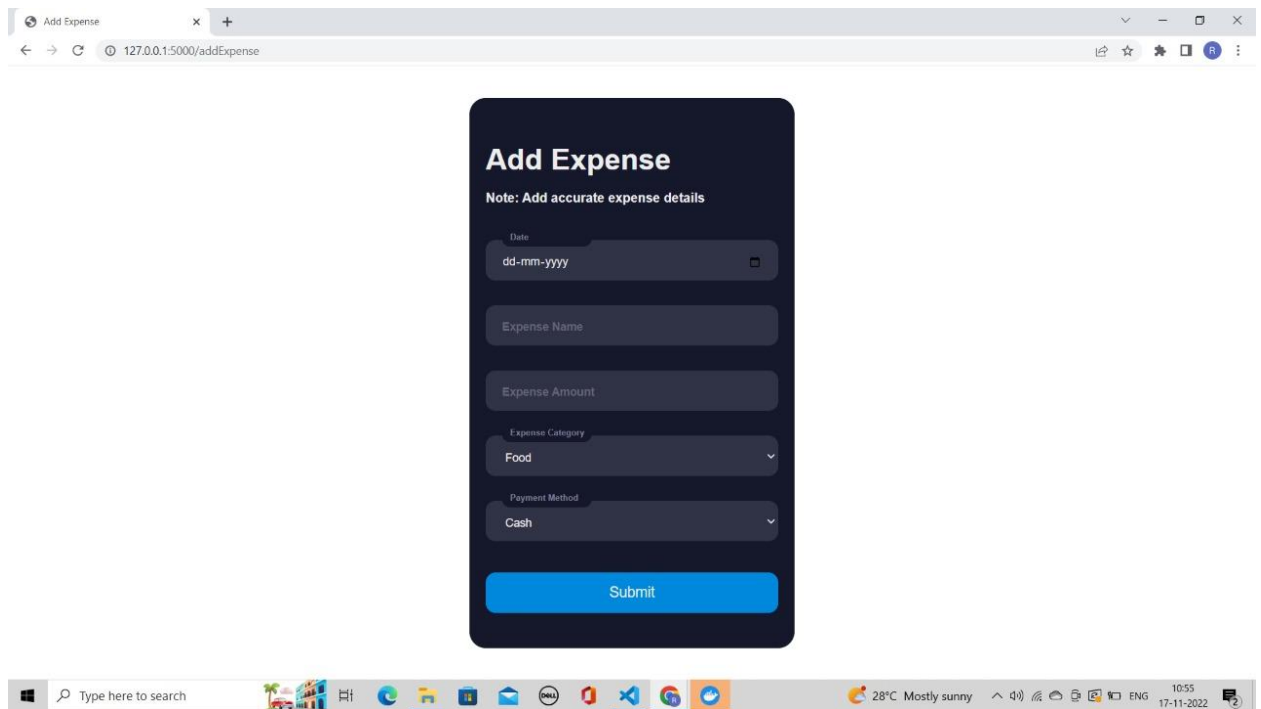 Add Expense
127.0.0.1:5000/addExpense
R
Add Expense
Note: Add accurate expense details
Date
dd-mm-yyyy
Expense Name
Expense Amount
Expense Category
Food
Payment Method
Cash
Submit
Type here to search
DELL
28°C Mostly sunny
ENG
10:55
17-11-2022
2